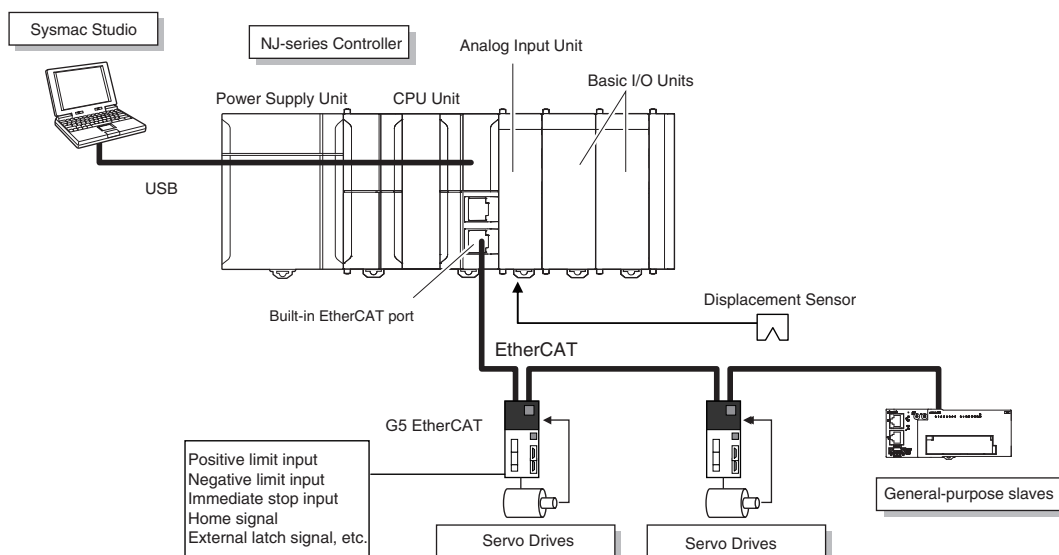 Sysmac Studio
NJ-series Controller
Analog Input Unit
Basic I/O Units
Power Supply Unit
CPU Unit
USB
Built-in EtherCAT port
Displacement Sensor
EtherCAT
G5 EtherCAT
Positive limit input
Negative limit input
Immediate stop input
Home signal
External latch signal, etc.
General-purpose slaves
Servo Drives
Servo Drives